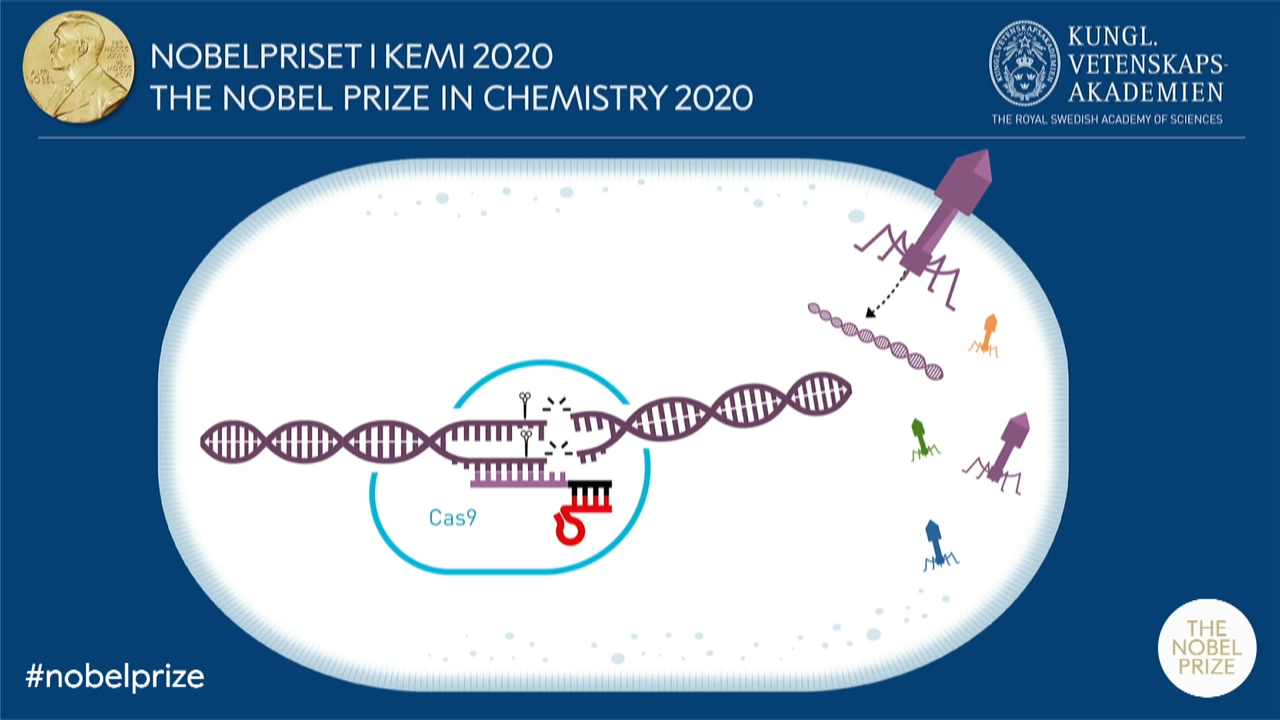 NOBELPRISET I KEMI 2020
THE NOBEL PRIZE IN CHEMISTRY 2020
KUNGL.
VETENSKAPS-
AKADEMIEN
THE ROYAL SWEDISH ACADEMY OF SCIENCES
Cas9
#nobelprize
THE
NOBEL
PRIZE